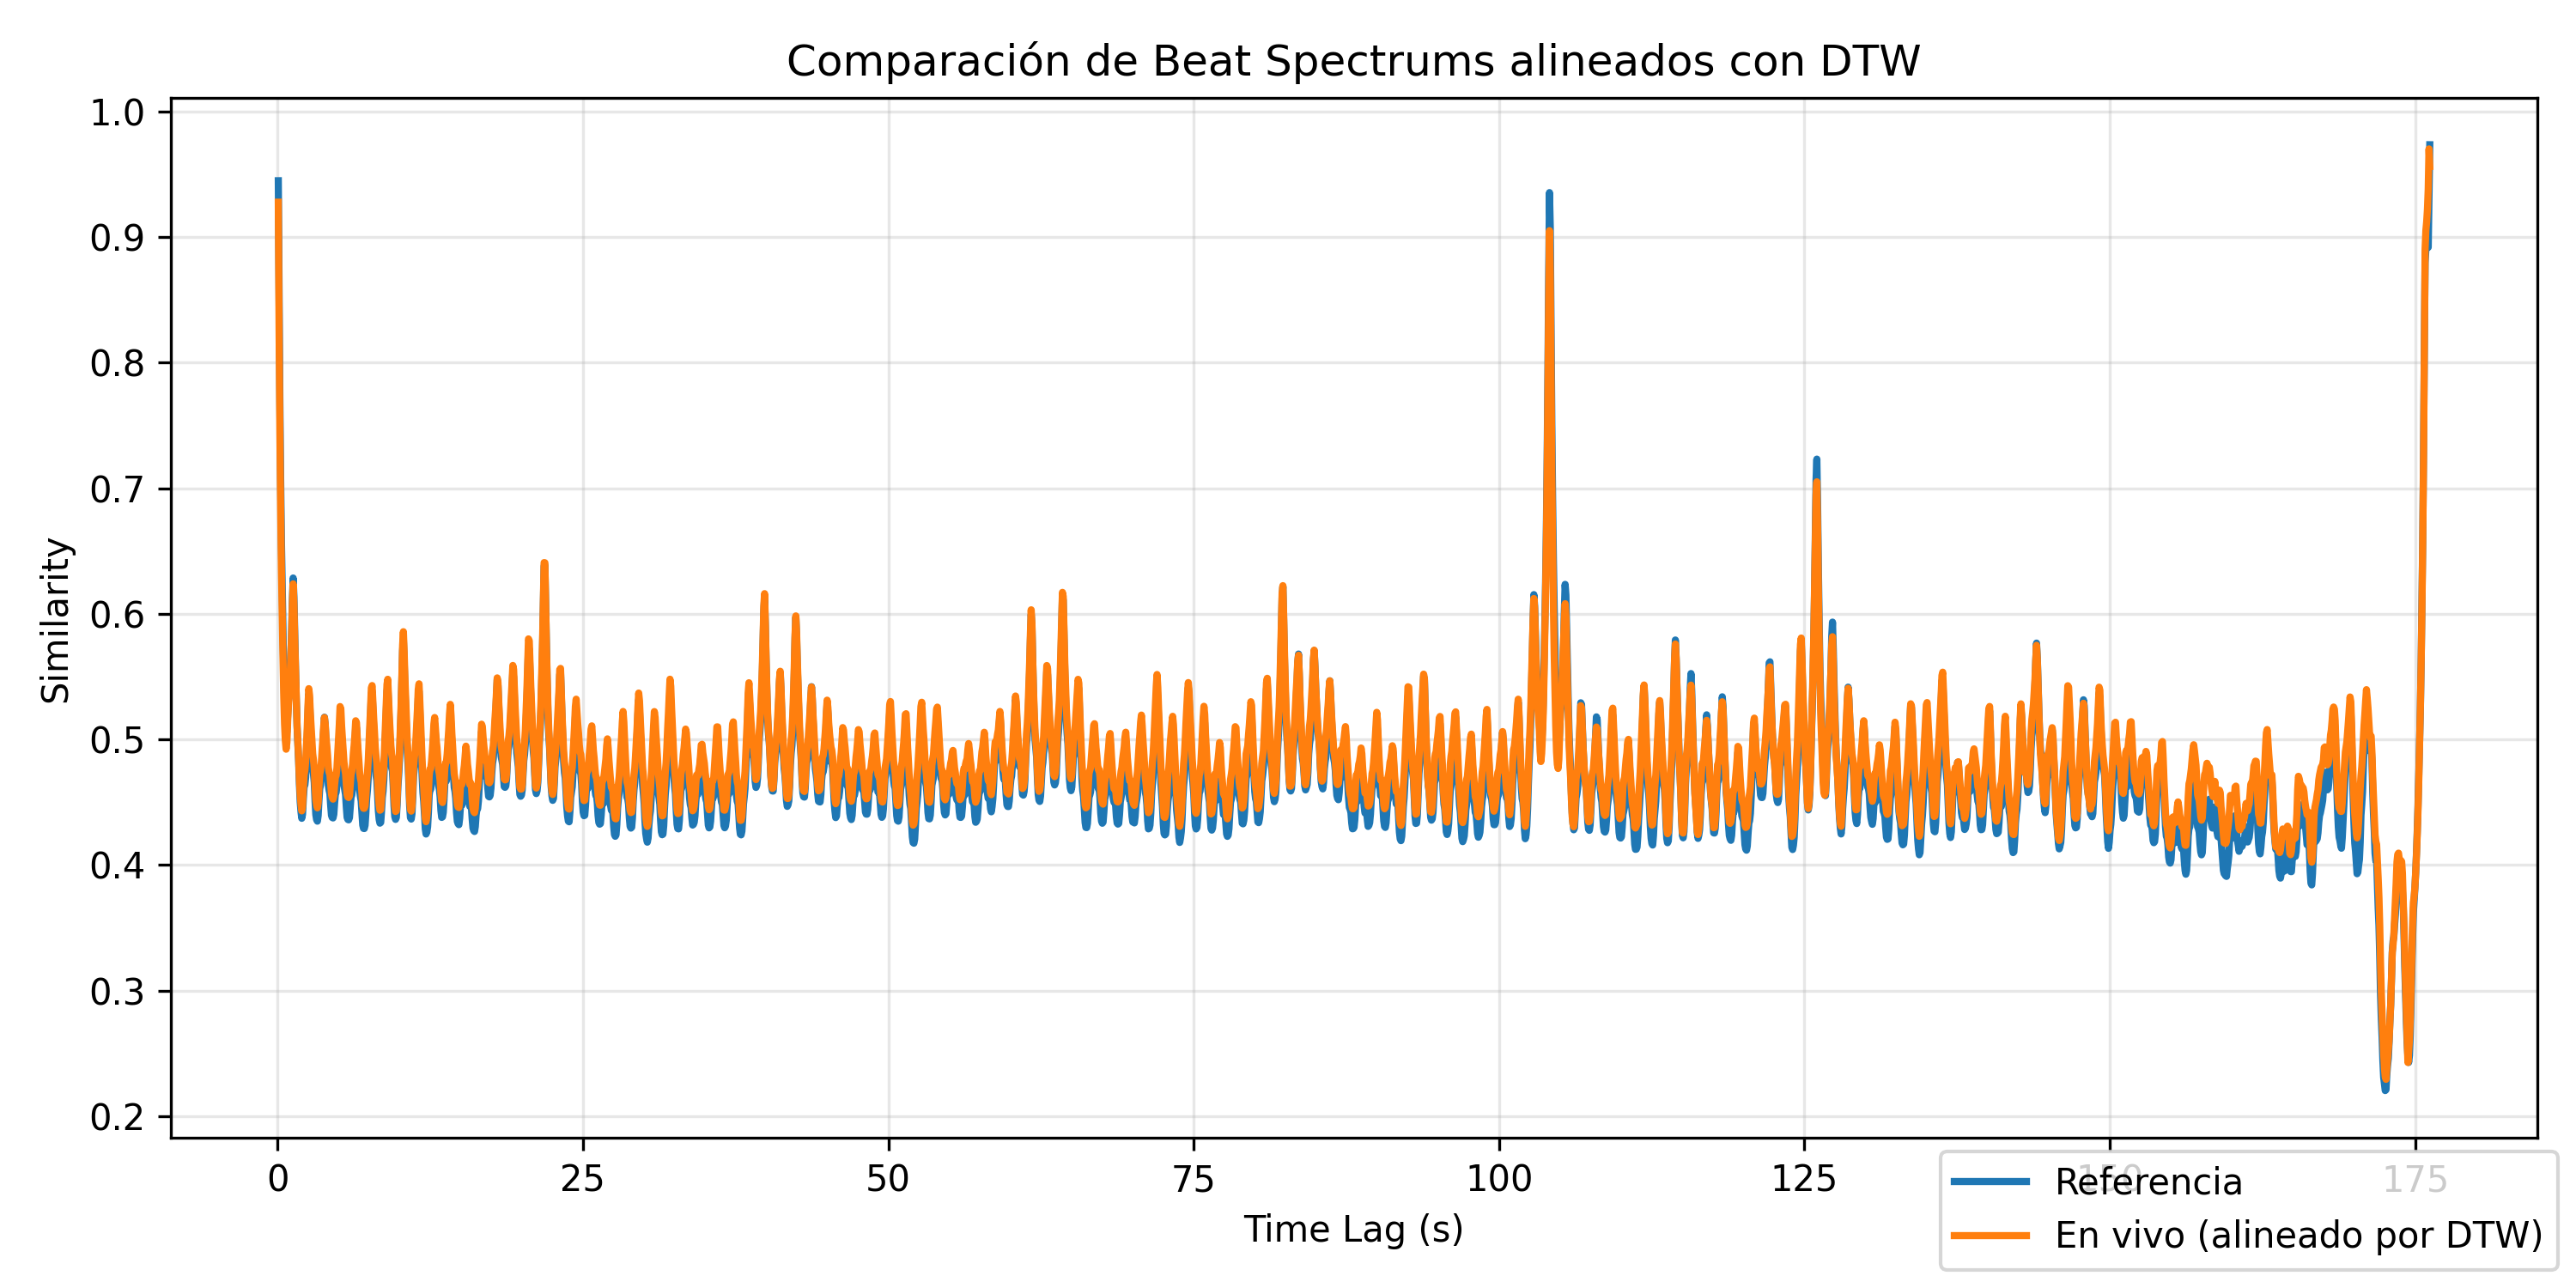 Comparación de Beat Spectrums alineados con DTW
1.0
0.9
0.8
0.7
0.6
0.5
0.4
0.3
0.2
Similarity
0 25 50 75 100 125 150 175
Time Lag (s)
Referencia
En vivo (alineado por DTW)